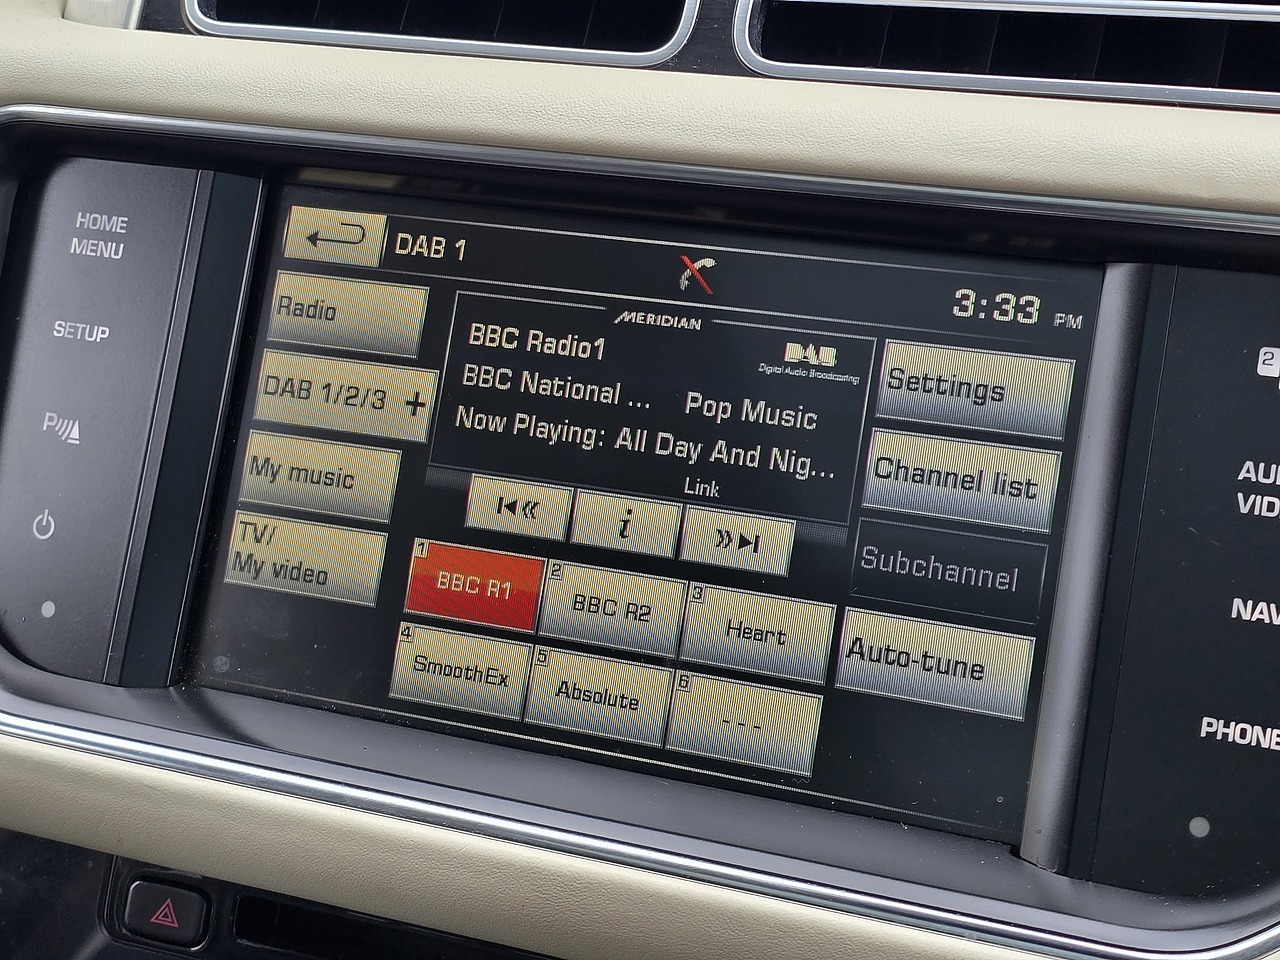 HOME
MENU
SETUP
P
DAB 1
3:33 PM
Radio
DAB 1/2/3 +
My music
TV/
My video
MERIDIAN
BBC Radio1
DAB
Digital Audio Broadcasting
BBC National ... Pop Music
Now Playing: All Day And Nig...
Link
i
1 BBC R1
2 BBC R2
3 Heart
4 SmoothEx
5 Absolute
6 - - -
Settings
Channel list
Subchannel
Auto-tune
2
AU
VID
NAV
PHONE